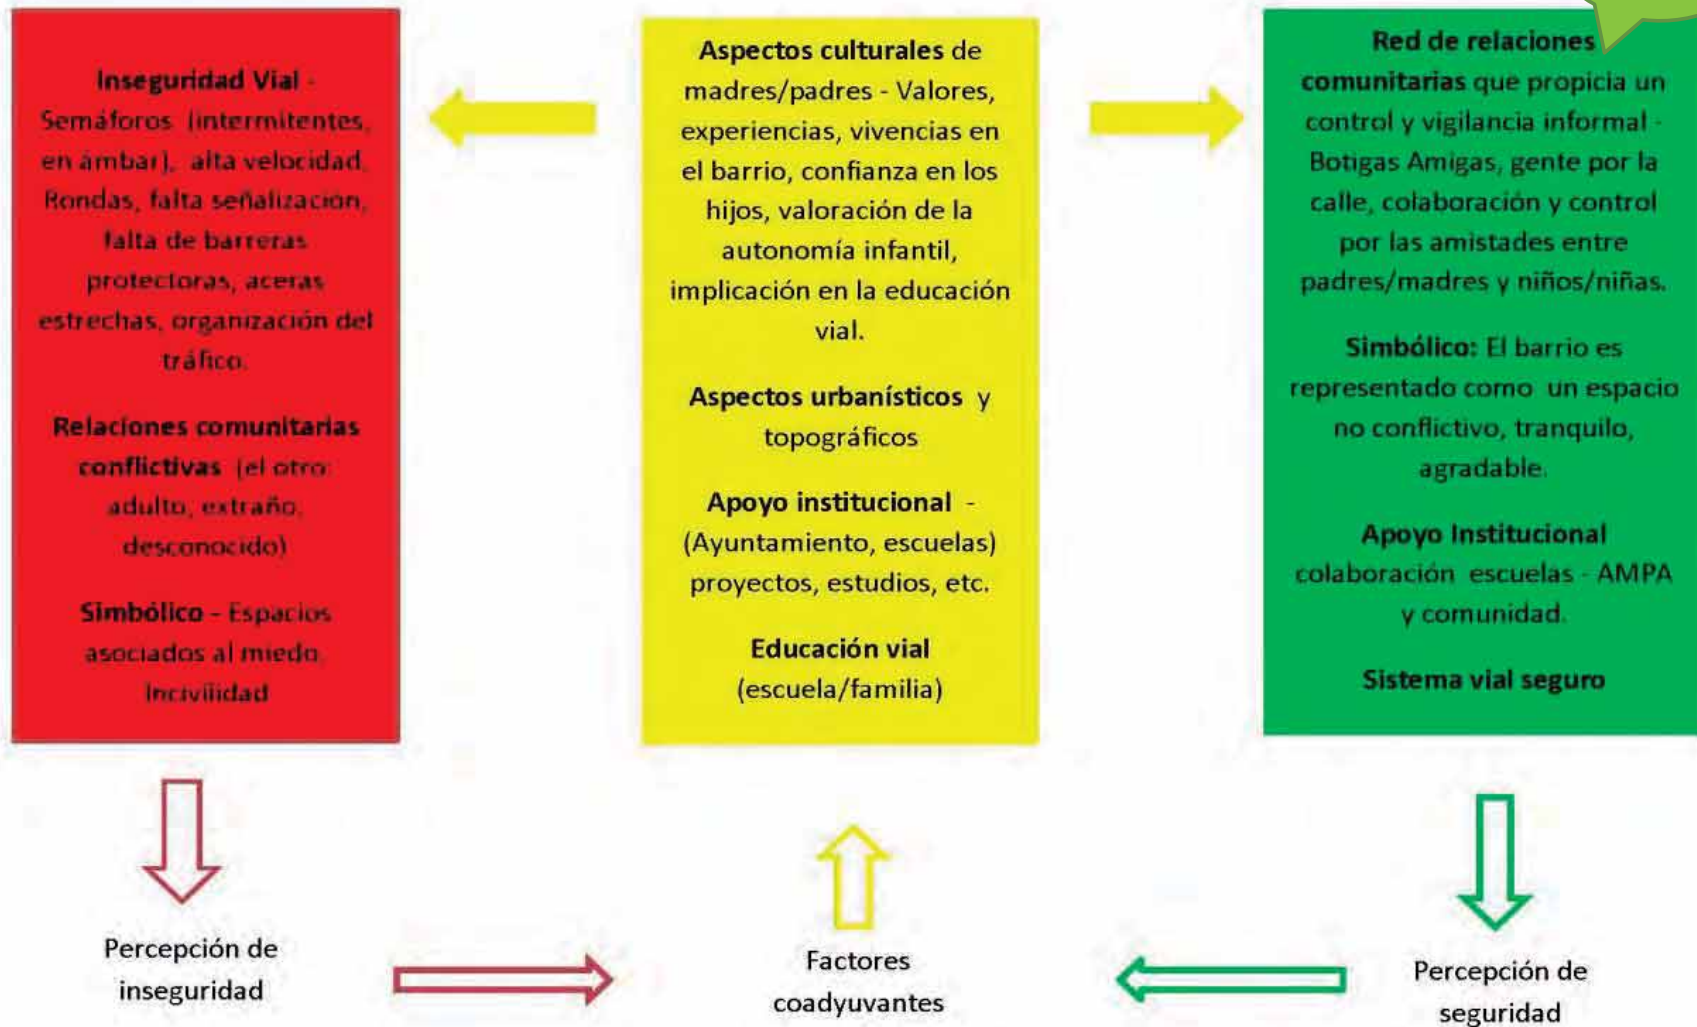 Inseguridad Vial -
Semáforos (intermitentes,
en ámbar), alta velocidad,
Rondas, falta señalización,
falta de barreras
protectoras, aceras
estrechas, organización del
tráfico.
Relaciones comunitarias
conflictivas (el otro:
adulto, extraño,
desconocido)
Simbólico - Espacios
asociados al miedo,
Incivilidad
Aspectos culturales de
madres/padres - Valores,
experiencias, vivencias en
el barrio, confianza en los
hijos, valoración de la
autonomía infantil,
implicación en la educación
vial.
Aspectos urbanísticos y
topográficos
Apoyo institucional -
(Ayuntamiento, escuelas)
proyectos, estudios, etc.
Educación vial
(escuela/familia)
Red de relaciones
comunitarias que propicia un
control y vigilancia informal -
Botigas Amigas, gente por la
calle, colaboración y control
por las amistades entre
padres/madres y niños/niñas.
Simbólico: El barrio es
representado como un espacio
no conflictivo, tranquilo,
agradable.
Apoyo Institucional
colaboración escuelas - AMPA
y comunidad.
Sistema vial seguro
Percepción de
inseguridad
Factores
coadyuvantes
Percepción de
seguridad